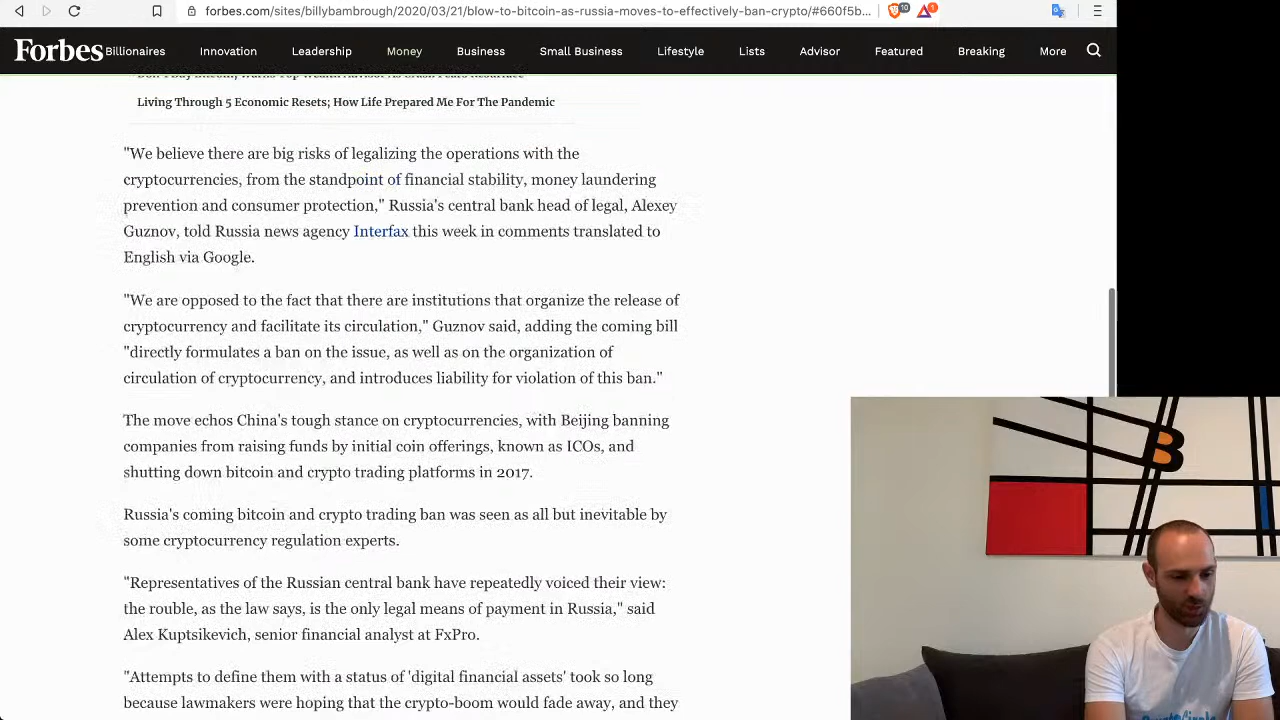 forbes.com/sites/billybambrough/2020/03/21/blow-to-bitcoin-as-russia-moves-to-effectively-ban-crypto/#660f5b...
10
1
Forbes
Billionaires Innovation Leadership Money Business Small Business Lifestyle Lists Advisor Featured Breaking More
Living Through 5 Economic Resets; How Life Prepared Me For The Pandemic
"We believe there are big risks of legalizing the operations with the
cryptocurrencies, from the standpoint of financial stability, money laundering
prevention and consumer protection," Russia's central bank head of legal, Alexey
Guznov, told Russia news agency Interfax this week in comments translated to
English via Google.
"We are opposed to the fact that there are institutions that organize the release of
cryptocurrency and facilitate its circulation," Guznov said, adding the coming bill
"directly formulates a ban on the issue, as well as on the organization of
circulation of cryptocurrency, and introduces liability for violation of this ban."
The move echos China's tough stance on cryptocurrencies, with Beijing banning
companies from raising funds by initial coin offerings, known as ICOs, and
shutting down bitcoin and crypto trading platforms in 2017.
Russia's coming bitcoin and crypto trading ban was seen as all but inevitable by
some cryptocurrency regulation experts.
"Representatives of the Russian central bank have repeatedly voiced their view:
the rouble, as the law says, is the only legal means of payment in Russia," said
Alex Kuptsikevich, senior financial analyst at FxPro.
"Attempts to define them with a status of 'digital financial assets' took so long
because lawmakers were hoping that the crypto-boom would fade away, and they